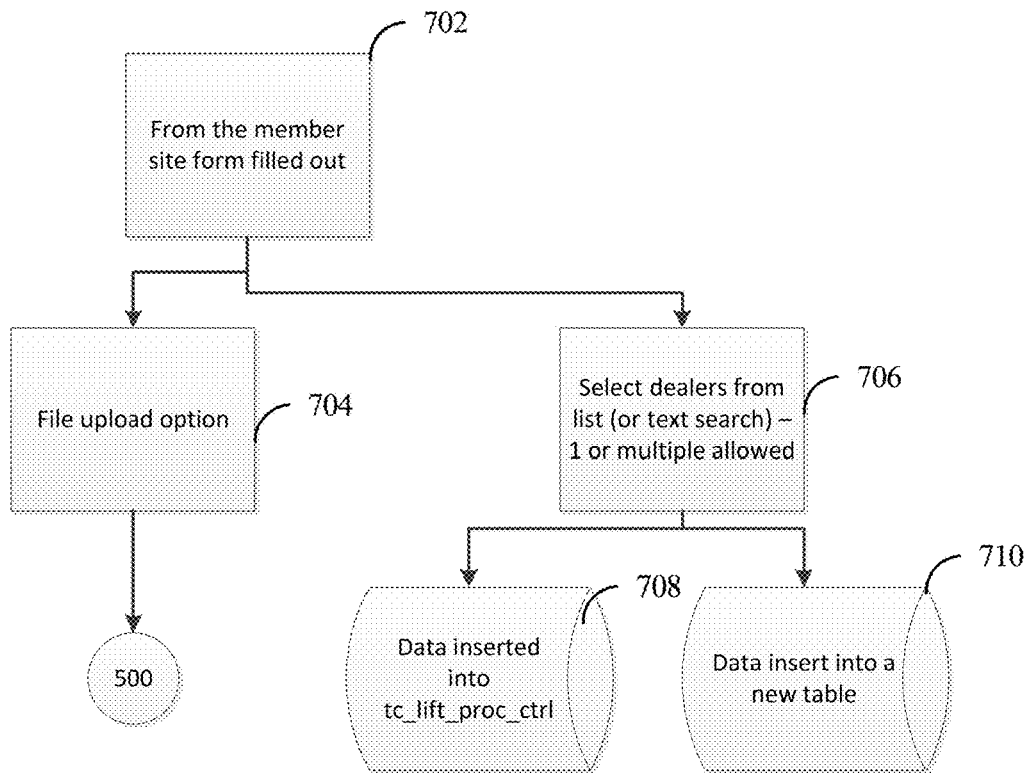 702
From the member
site form filled out
File upload option
704
Select dealers from
list (or text search) –
1 or multiple allowed
706
500
Data inserted
into
tc_lift_proc_ctrl
708
Data insert into a
new table
710